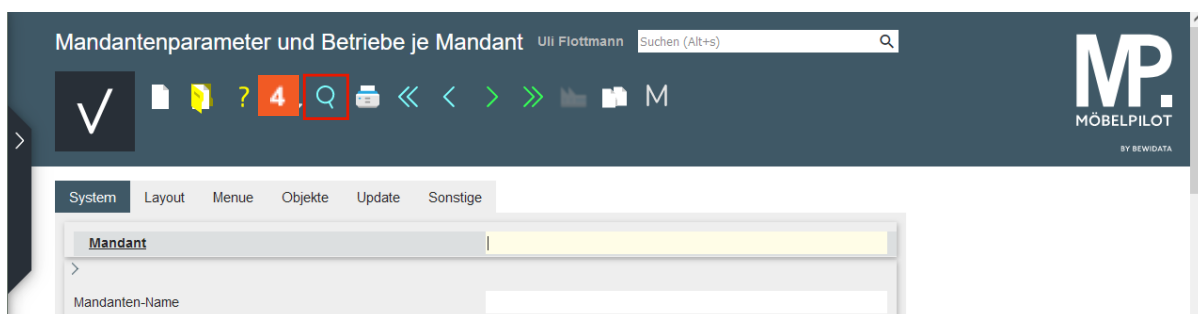 Mandantenparameter und Betriebe je Mandant Uli Flottmann Suchen (Alt+s)
? 4 M
MP.
MÖBELPILOT
BY BEWIDATA
System Layout Menue Objekte Update Sonstige
Mandant
Mandanten-Name